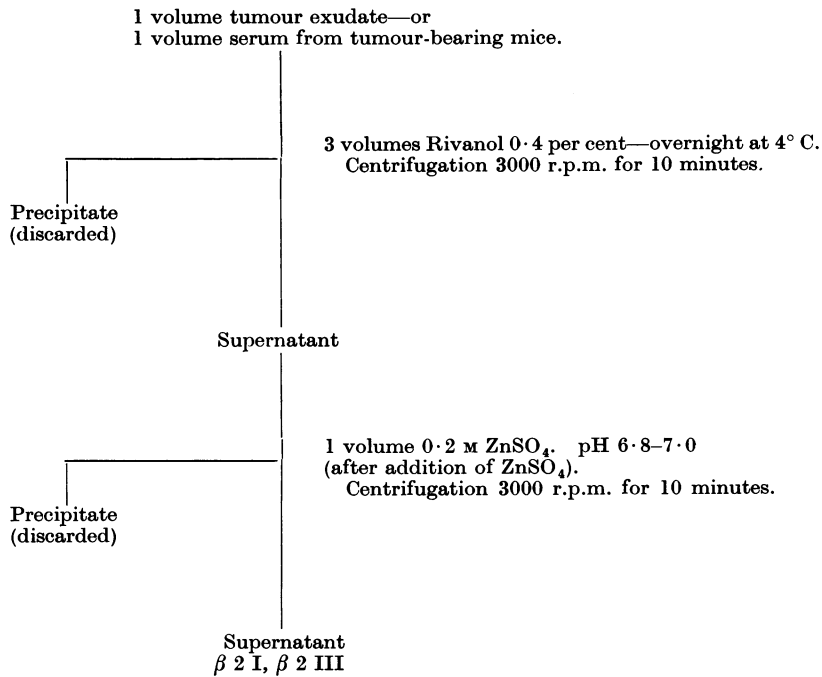 1 volume tumour exudate—or
1 volume serum from tumour-bearing mice.
3 volumes Rivanol 0·4 per cent—overnight at 4° C.
Centrifugation 3000 r.p.m. for 10 minutes.
Precipitate
(discarded)
Supernatant
1 volume 0·2 ᴍ ZnSO₄. pH 6·8–7·0
(after addition of ZnSO₄).
Centrifugation 3000 r.p.m. for 10 minutes.
Precipitate
(discarded)
Supernatant
β 2 I, β 2 III